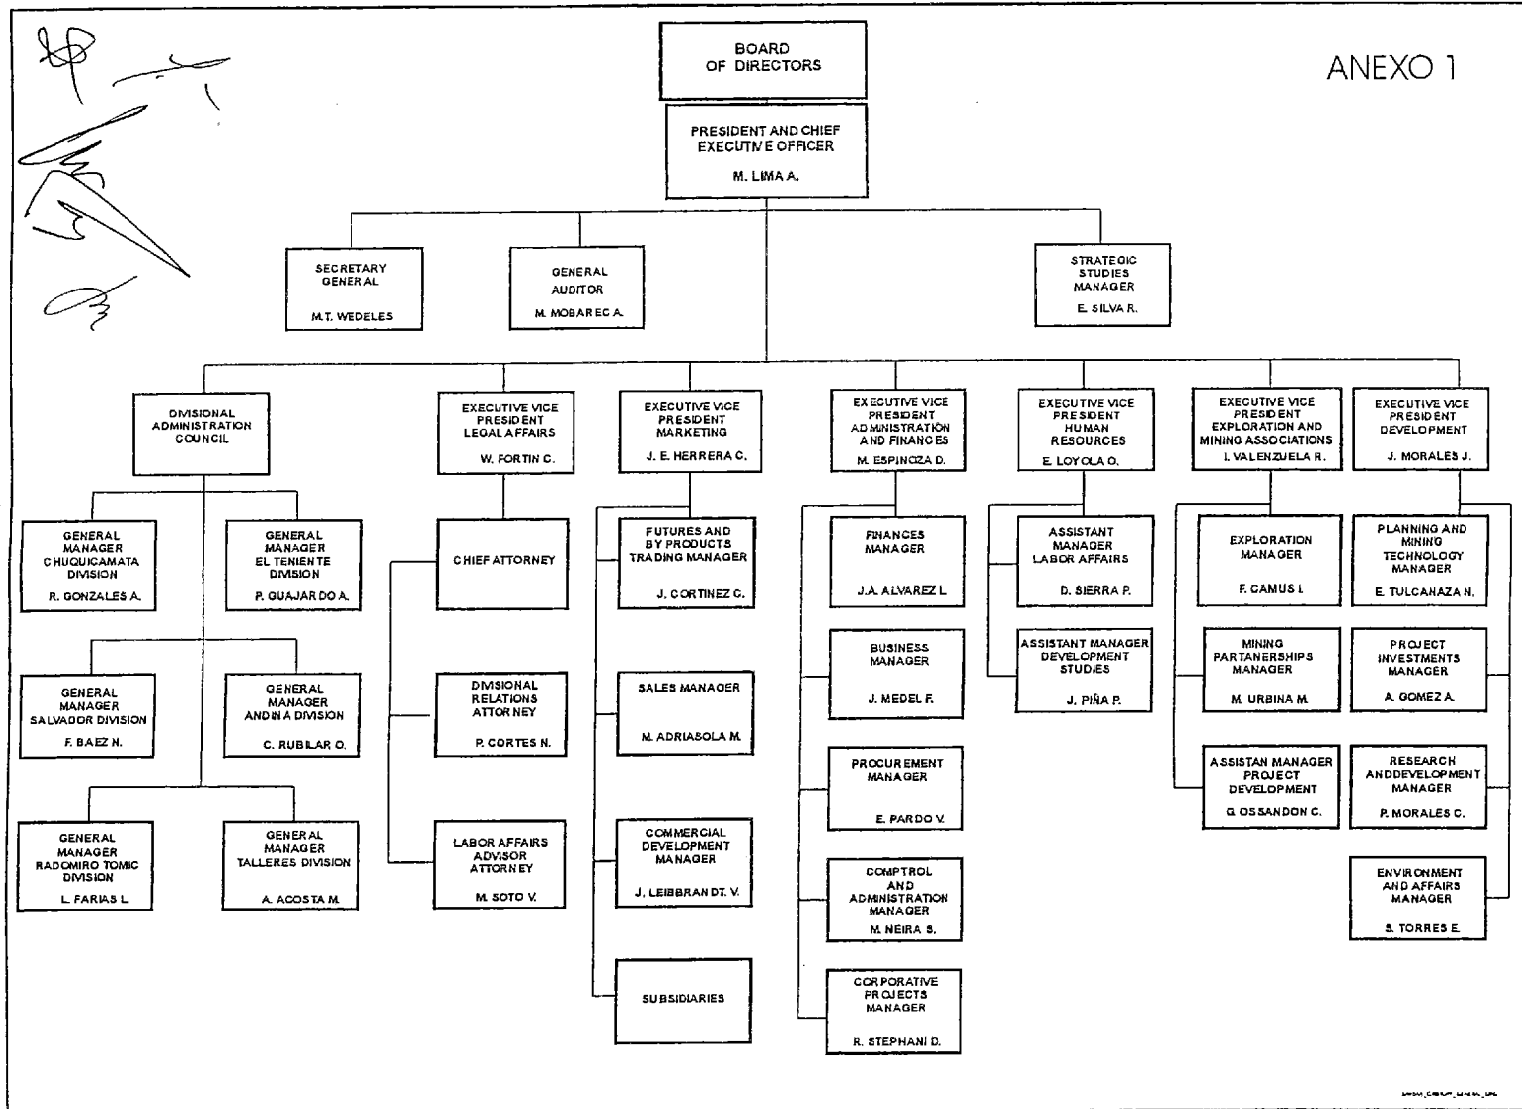 ANEXO 1
BOARD
OF DIRECTORS
PRESIDENT AND CHIEF
EXECUTIVE OFFICER
M. LIMA A.
SECRETARY
GENERAL
M.T. WEDELES
GENERAL
AUDITOR
M. MOBAREC A.
STRATEGIC
STUDIES
MANAGER
E. SILVA R.
DIVISIONAL
ADMINISTRATION
COUNCIL
EXECUTIVE VICE
PRESIDENT
LEGAL AFFAIRS
W. FORTIN C.
EXECUTIVE VICE
PRESIDENT
MARKETING
J. E. HERRERA C.
EXECUTIVE VICE
PRESIDENT
ADMINISTRATION
AND FINANCES
M. ESPINOZA D.
EXECUTIVE VICE
PRESIDENT
HUMAN
RESOURCES
E. LOYOLA O.
EXECUTIVE VICE
PRESIDENT
EXPLORATION AND
MINING ASSOCIATIONS
I. VALENZUELA R.
EXECUTIVE VICE
PRESIDENT
DEVELOPMENT
J. MORALES J.
GENERAL
MANAGER
CHUQUICAMATA
DIVISION
R. GONZALES A.
GENERAL
MANAGER
EL TENIENTE
DIVISION
P. GUAJARDO A.
GENERAL
MANAGER
SALVADOR DIVISION
F. BAEZ N.
GENERAL
MANAGER
ANDINA DIVISION
C. RUBILAR O.
GENERAL
MANAGER
RADOMIRO TOMIC
DIVISION
L. FARIAS L
GENERAL
MANAGER
TALLERES DIVISION
A. ACOSTA M.
CHIEF ATTORNEY
DIVISIONAL
RELATIONS
ATTORNEY
P. CORTES N.
LABOR AFFAIRS
ADVISOR
ATTORNEY
M. SOTO V.
FUTURES AND
BY PRODUCTS
TRADING MANAGER
J. CORTINEZ C.
SALES MANAGER
M. ADRIASOLA M.
COMMERCIAL
DEVELOPMENT
MANAGER
J. LEIBBRANDT. V.
SUBSIDIARIES
FINANCES
MANAGER
J.A. ALVAREZ L.
BUSINESS
MANAGER
J. MEDEL F.
PROCUREMENT
MANAGER
E. PARDO V.
COMPTROL
AND
ADMINISTRATION
MANAGER
M. NEIRA S.
CORPORATIVE
PROJECTS
MANAGER
R. STEPHANI D.
ASSISTANT
MANAGER
LABOR AFFAIRS
D. SIERRA P.
ASSISTANT MANAGER
DEVELOPMENT
STUDIES
J. PIÑA P.
EXPLORATION
MANAGER
F. CAMUS I.
MINING
PARTANERSHIPS
MANAGER
M. URBINA M.
ASSISTAN MANAGER
PROJECT
DEVELOPMENT
G OSSANDON C.
PLANNING AND
MINING
TECHNOLOGY
MANAGER
E. TULCANAZA N.
PROJECT
INVESTMENTS
MANAGER
A. GOMEZ A.
RESEARCH
AND DEVELOPMENT
MANAGER
P. MORALES C.
ENVIRONMENT
AND AFFAIRS
MANAGER
S. TORRES E.